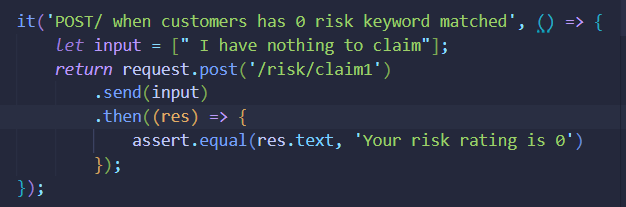 it('POST/ when customers has 0 risk keyword matched', () => {
    let input = [" I have nothing to claim"];
    return request.post('/risk/claim1')
        .send(input)
        .then((res) => {
            assert.equal(res.text, 'Your risk rating is 0')
        });
});